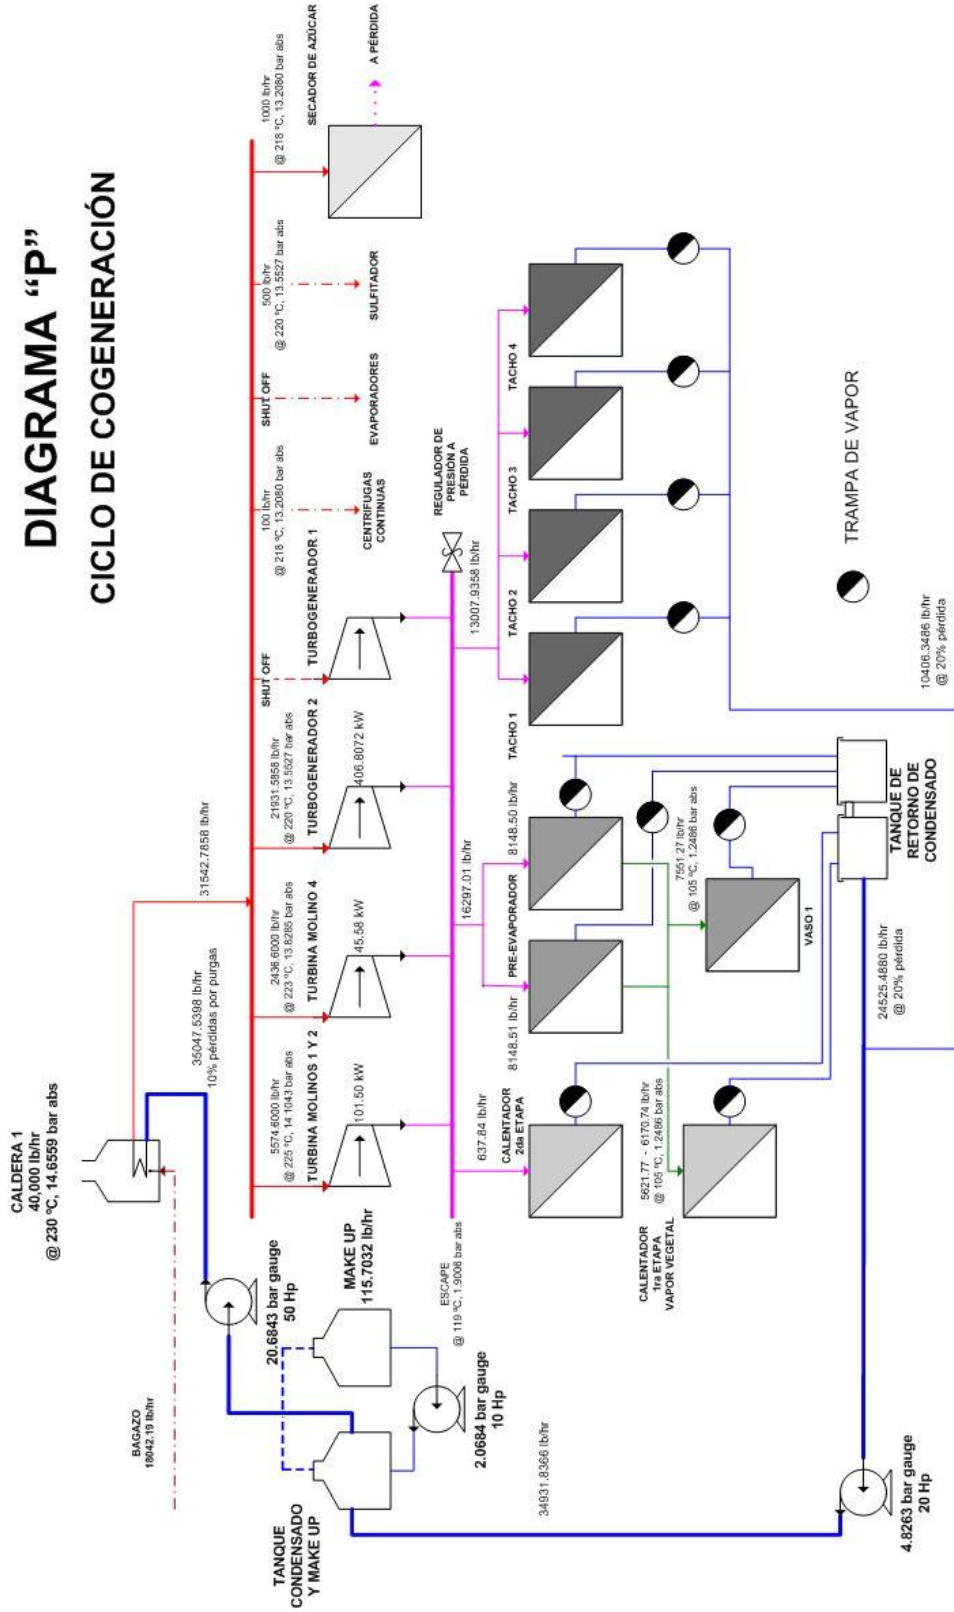 DIAGRAMA “P”
CICLO DE COGENERACIÓN
CALDERA 1
40,000 lb/hr
@ 230 ºC, 14.6559 bar abs
BAGAZO
18042.19 lb/hr
35047.5398 lb/hr
10% pérdidas por purgas
31542.7858 lb/hr
20.6843 bar gauge
50 Hp
MAKE UP
115.7032 lb/hr
2.0684 bar gauge
10 Hp
TANQUE
CONDENSADO
Y MAKE UP
34931.8366 lb/hr
4.8263 bar gauge
20 Hp
5574.6000 lb/hr
@ 225 ºC, 14.1043 bar abs
TURBINA MOLINOS 1 Y 2
101.50 kW
2436.6000 lb/hr
@ 223 ºC, 13.8285 bar abs
TURBINA MOLINO 4
45.58 kW
21931.5858 lb/hr
@ 220 ºC, 13.5527 bar abs
TURBOGENERADOR 2
406.8072 kW
SHUT OFF
TURBOGENERADOR 1
100 lb/hr
@ 218 ºC, 13.2080 bar abs
CENTRIFUGAS
CONTINUAS
SHUT OFF
EVAPORADORES
500 lb/hr
@ 220 ºC, 13.5527 bar abs
SULFITADOR
1000 lb/hr
@ 218 ºC, 13.2080 bar abs
SECADOR DE AZÚCAR
A PÉRDIDA
ESCAPE
@ 119 ºC, 1.9006 bar abs
REGULADOR DE
PRESIÓN A
PÉRDIDA
637.84 lb/hr
CALENTADOR
2da ETAPA
16297.01 lb/hr
8148.51 lb/hr
PRE-EVAPORADOR
8148.50 lb/hr
13007.9358 lb/hr
TACHO 1
TACHO 2
TACHO 3
TACHO 4
5621.77 - 6170.74 lb/hr
@ 105 ºC, 1.2486 bar abs
CALENTADOR
1ra ETAPA
VAPOR VEGETAL
7551.27 lb/hr
@ 105 ºC, 1.2486 bar abs
VASO 1
TANQUE DE
RETORNO DE
CONDENSADO
24525.4880 lb/hr
@ 20% pérdida
10406.3486 lb/hr
@ 20% pérdida
TRAMPA DE VAPOR